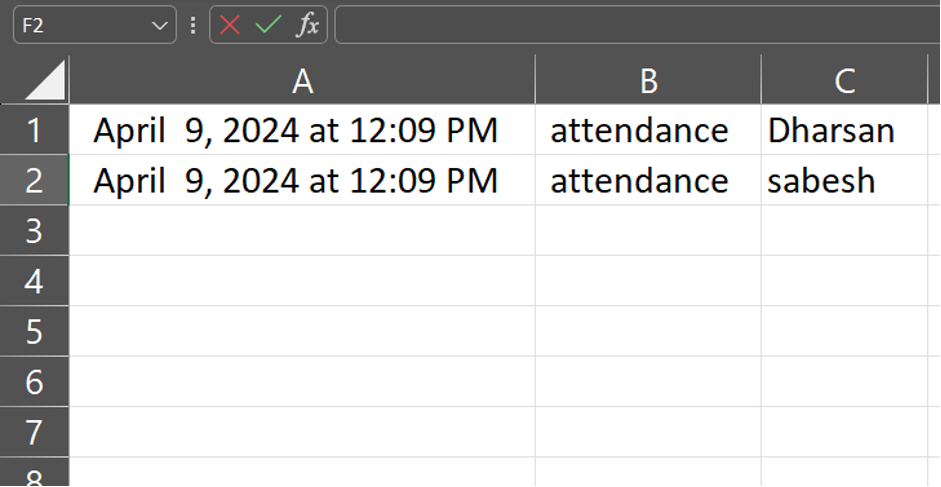 F2 fx
A B C
1 April  9, 2024 at 12:09 PM attendance Dharsan
2 April  9, 2024 at 12:09 PM attendance sabesh
3
4
5
6
7
8